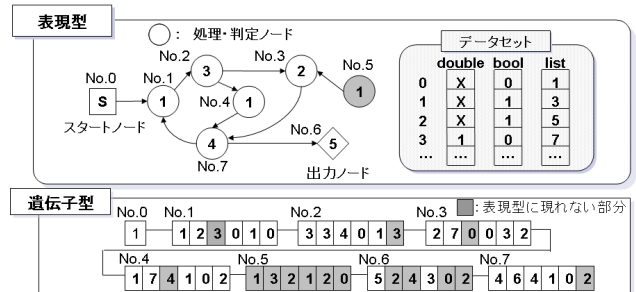 表現型
○: 処理・判定ノード
データセット
double bool list
0 X 0 1
1 X 1 3
2 X 1 5
3 1 0 7
... ... ... ...
No.0 No.1 No.2 No.3 No.5
S 1 3 2 1
No.4 1
No.6
4 5
スタートノード
No.7
出力ノード
遺伝子型
:表現型に現れない部分
No.0 No.1 No.2 No.3
1 1 2 3 0 1 0 3 3 4 0 1 3 2 7 0 0 3 2
No.4 No.5 No.6 No.7
1 7 4 1 0 2 1 3 2 1 2 0 5 2 4 3 0 2 4 6 4 1 0 2